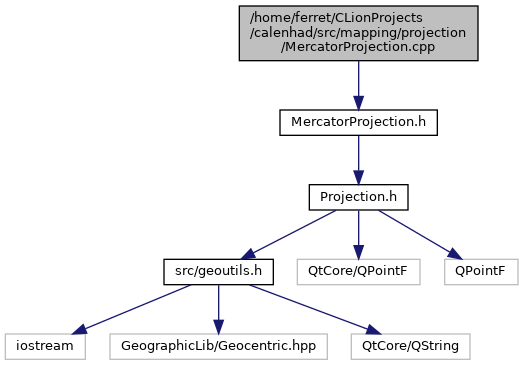 /home/ferret/CLionProjects
/calenhad/src/mapping/projection
/MercatorProjection.cpp
MercatorProjection.h
Projection.h
src/geoutils.h
QtCore/QPointF
QPointF
iostream
GeographicLib/Geocentric.hpp
QtCore/QString